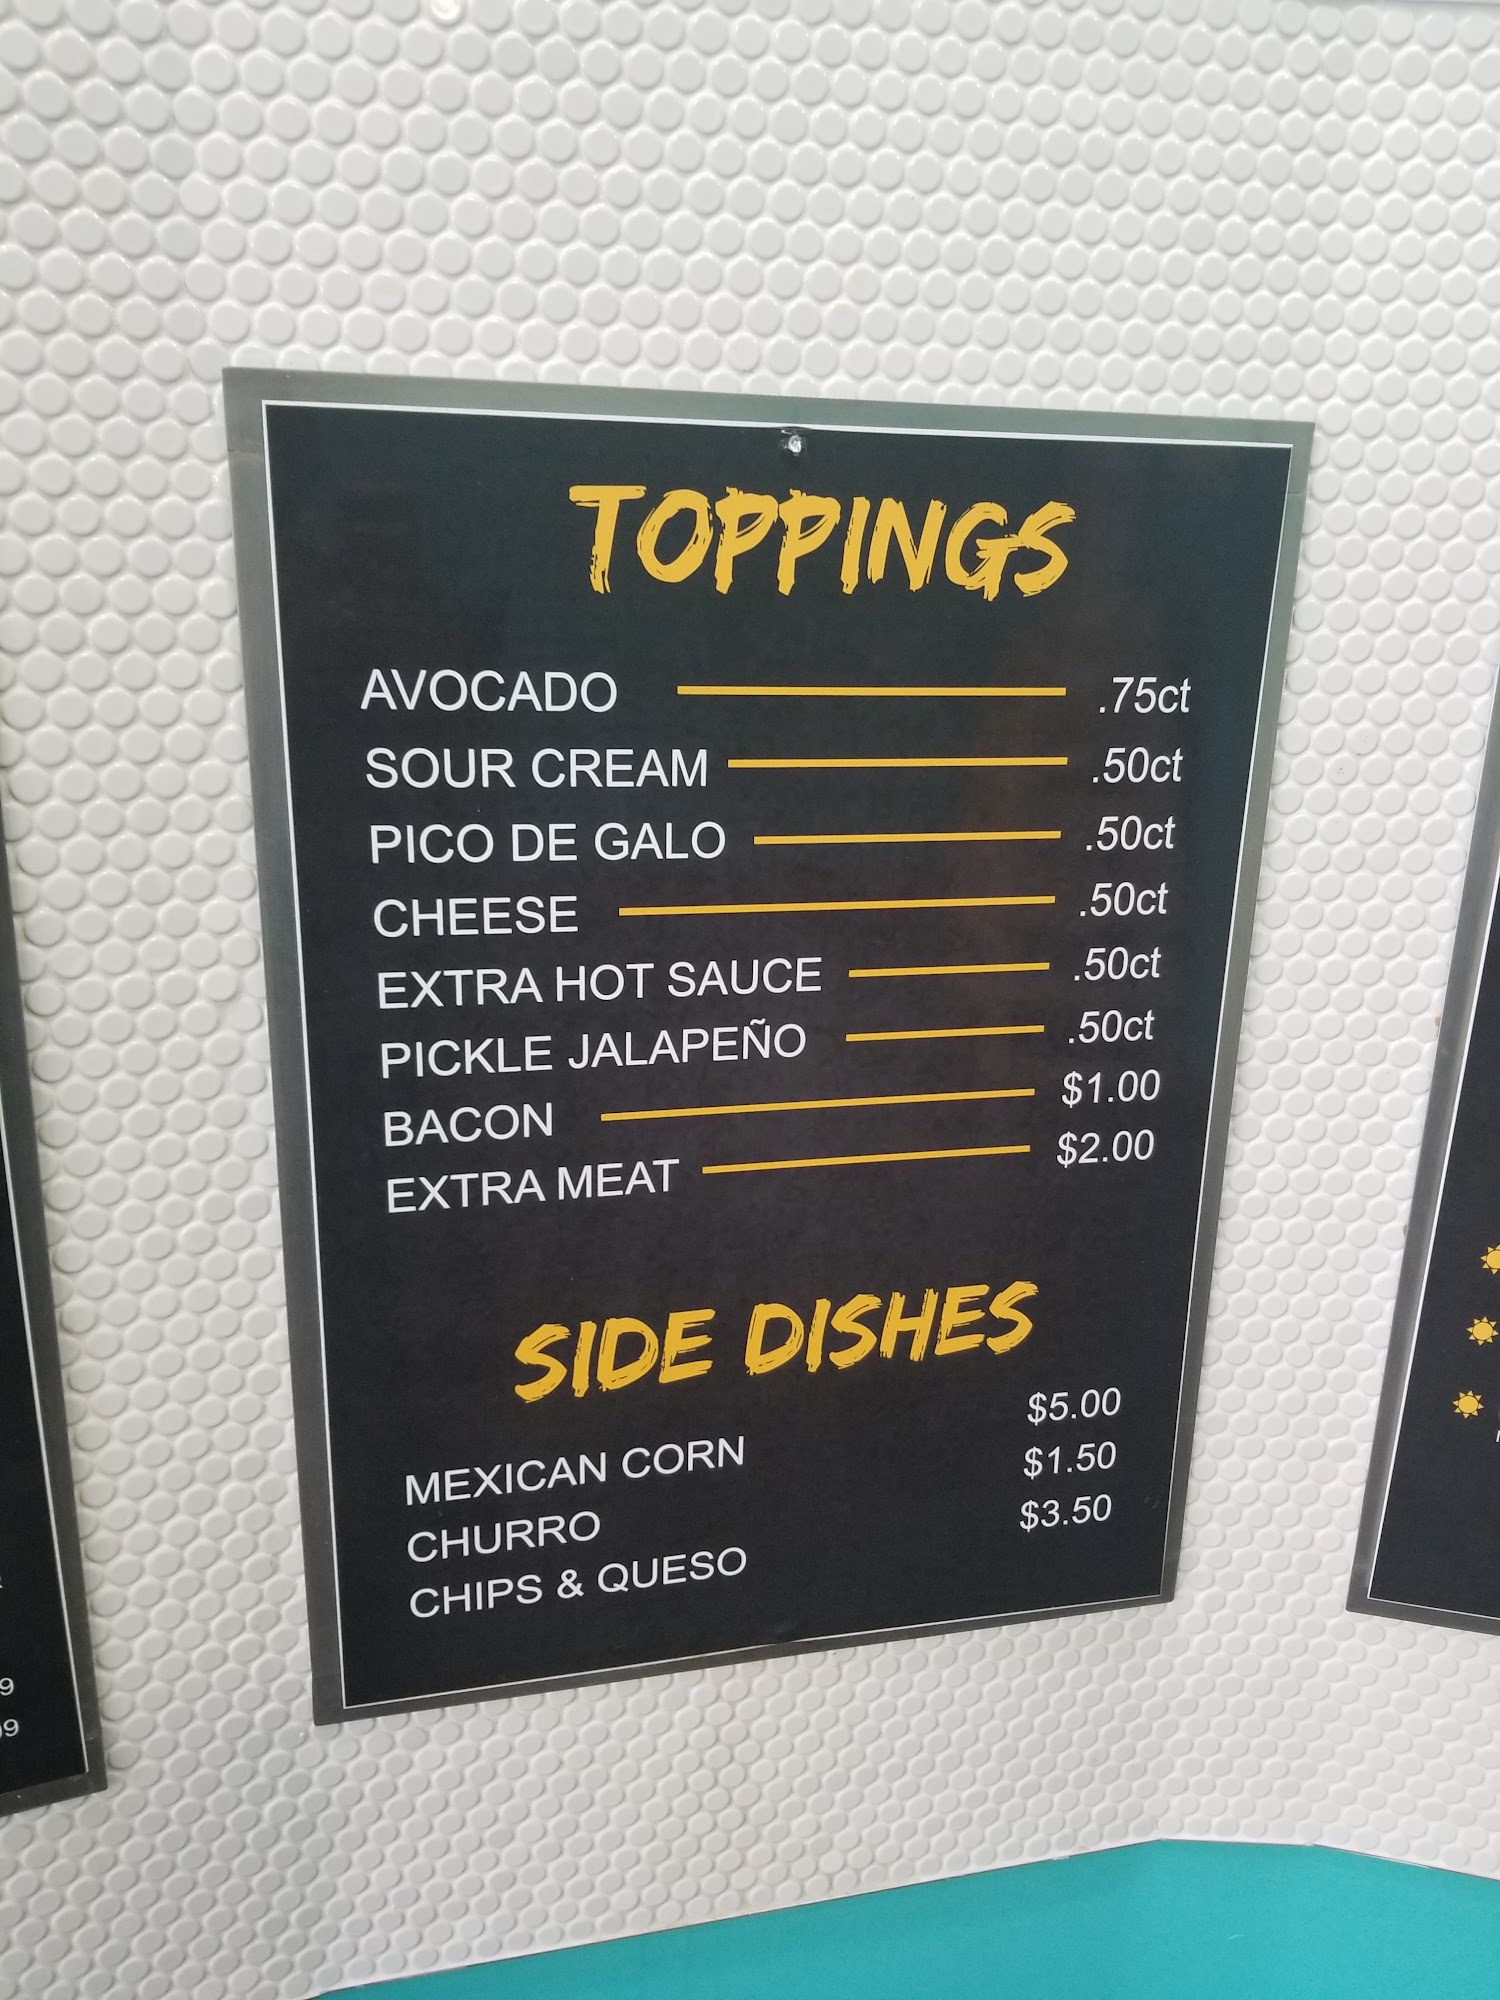 TOPPINGS
AVOCADO .75ct
SOUR CREAM .50ct
PICO DE GALO .50ct
CHEESE .50ct
EXTRA HOT SAUCE .50ct
PICKLE JALAPEÑO .50ct
BACON $1.00
EXTRA MEAT $2.00
SIDE DISHES
MEXICAN CORN $5.00
CHURRO $1.50
CHIPS & QUESO $3.50